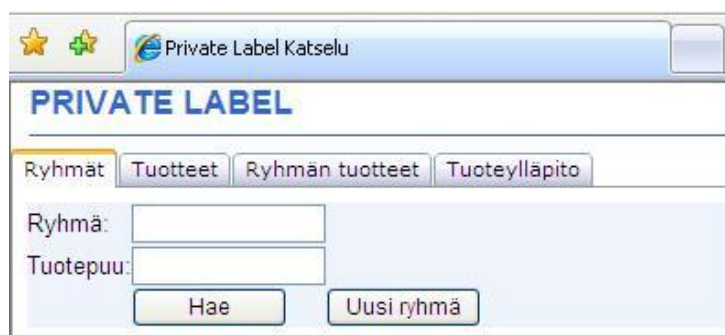 Private Label Katselu
PRIVATE LABEL
Ryhmät Tuotteet Ryhmän tuotteet Tuoteylläpito
Ryhmä:
Tuotepuu:
Hae Uusi ryhmä